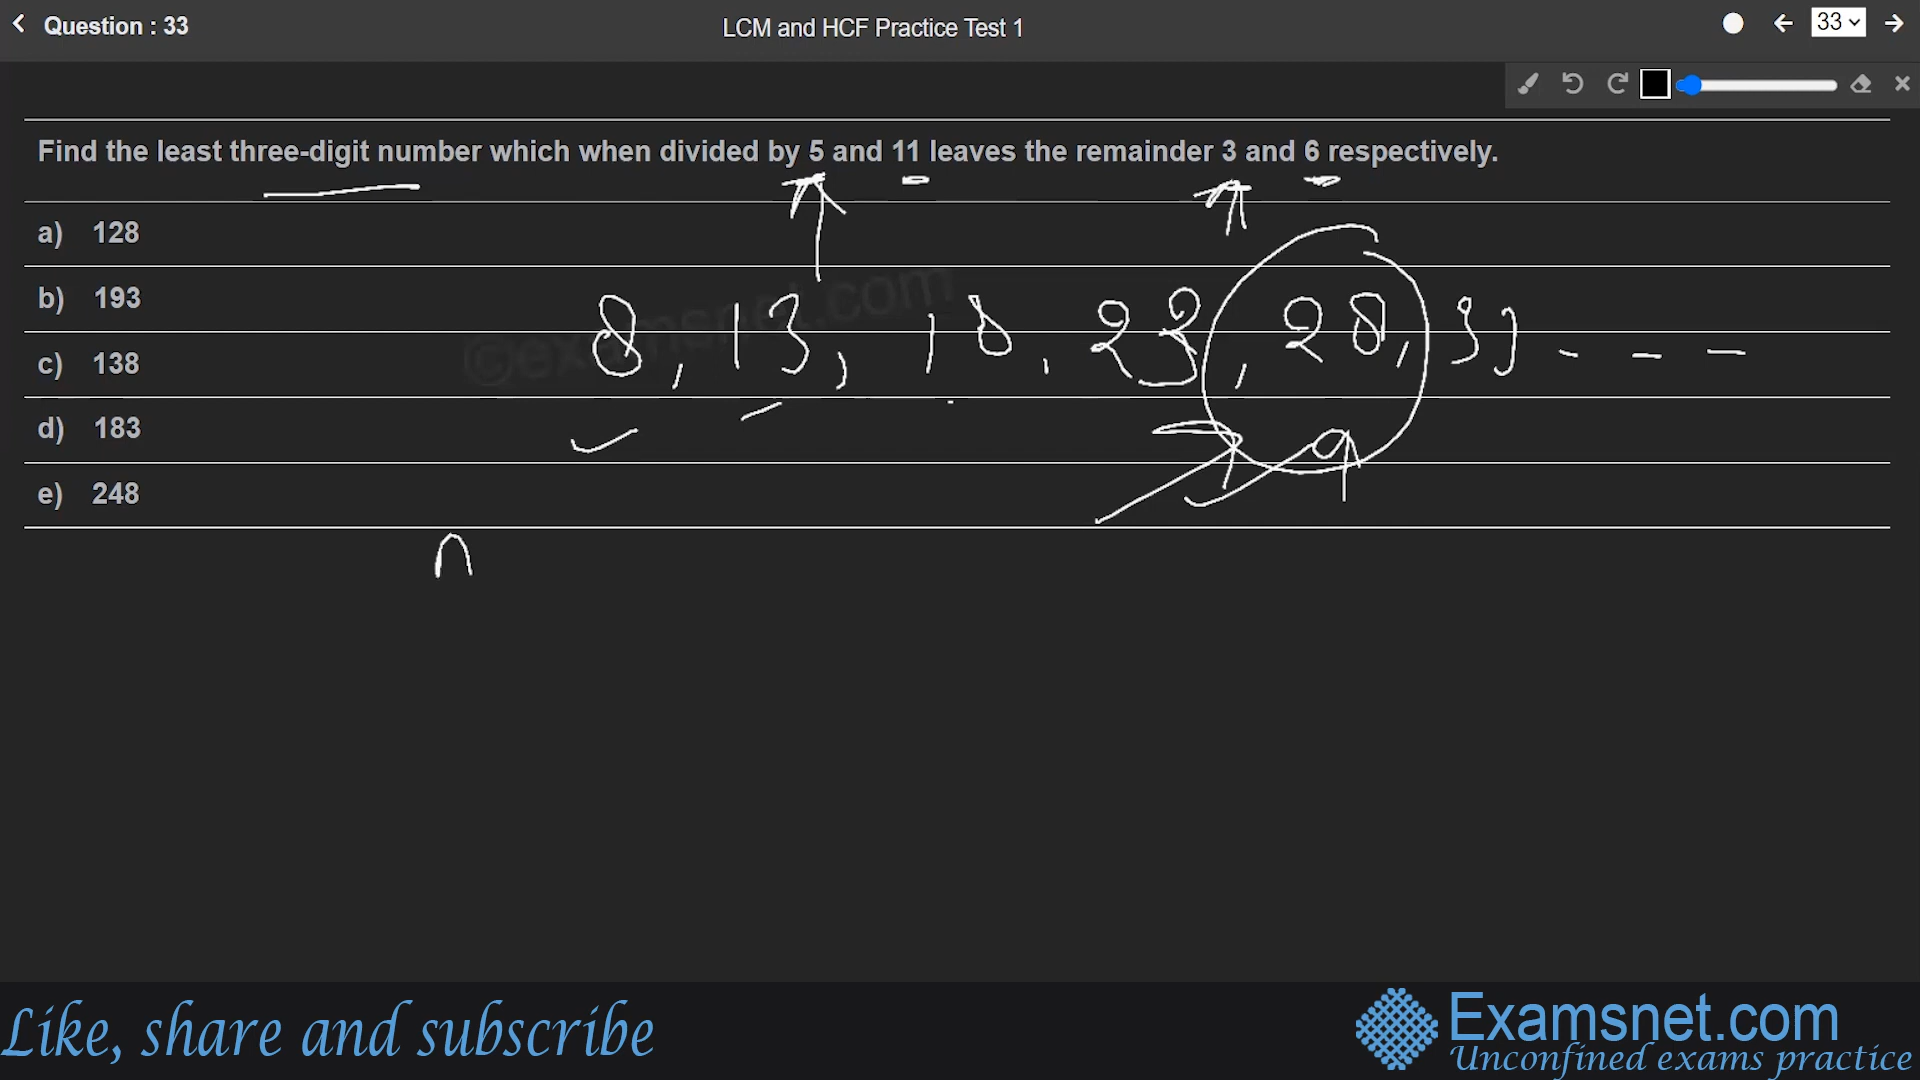 Question : 33
LCM and HCF Practice Test 1
33
Find the least three-digit number which when divided by 5 and 11 leaves the remainder 3 and 6 respectively.
a) 128
b) 193
c) 138
d) 183
e) 248
8, 13, 18, 23, 28, 33 - - -
©examsnet.com
n
Like, share and subscribe
Examsnet.com
Unconfined exams practice